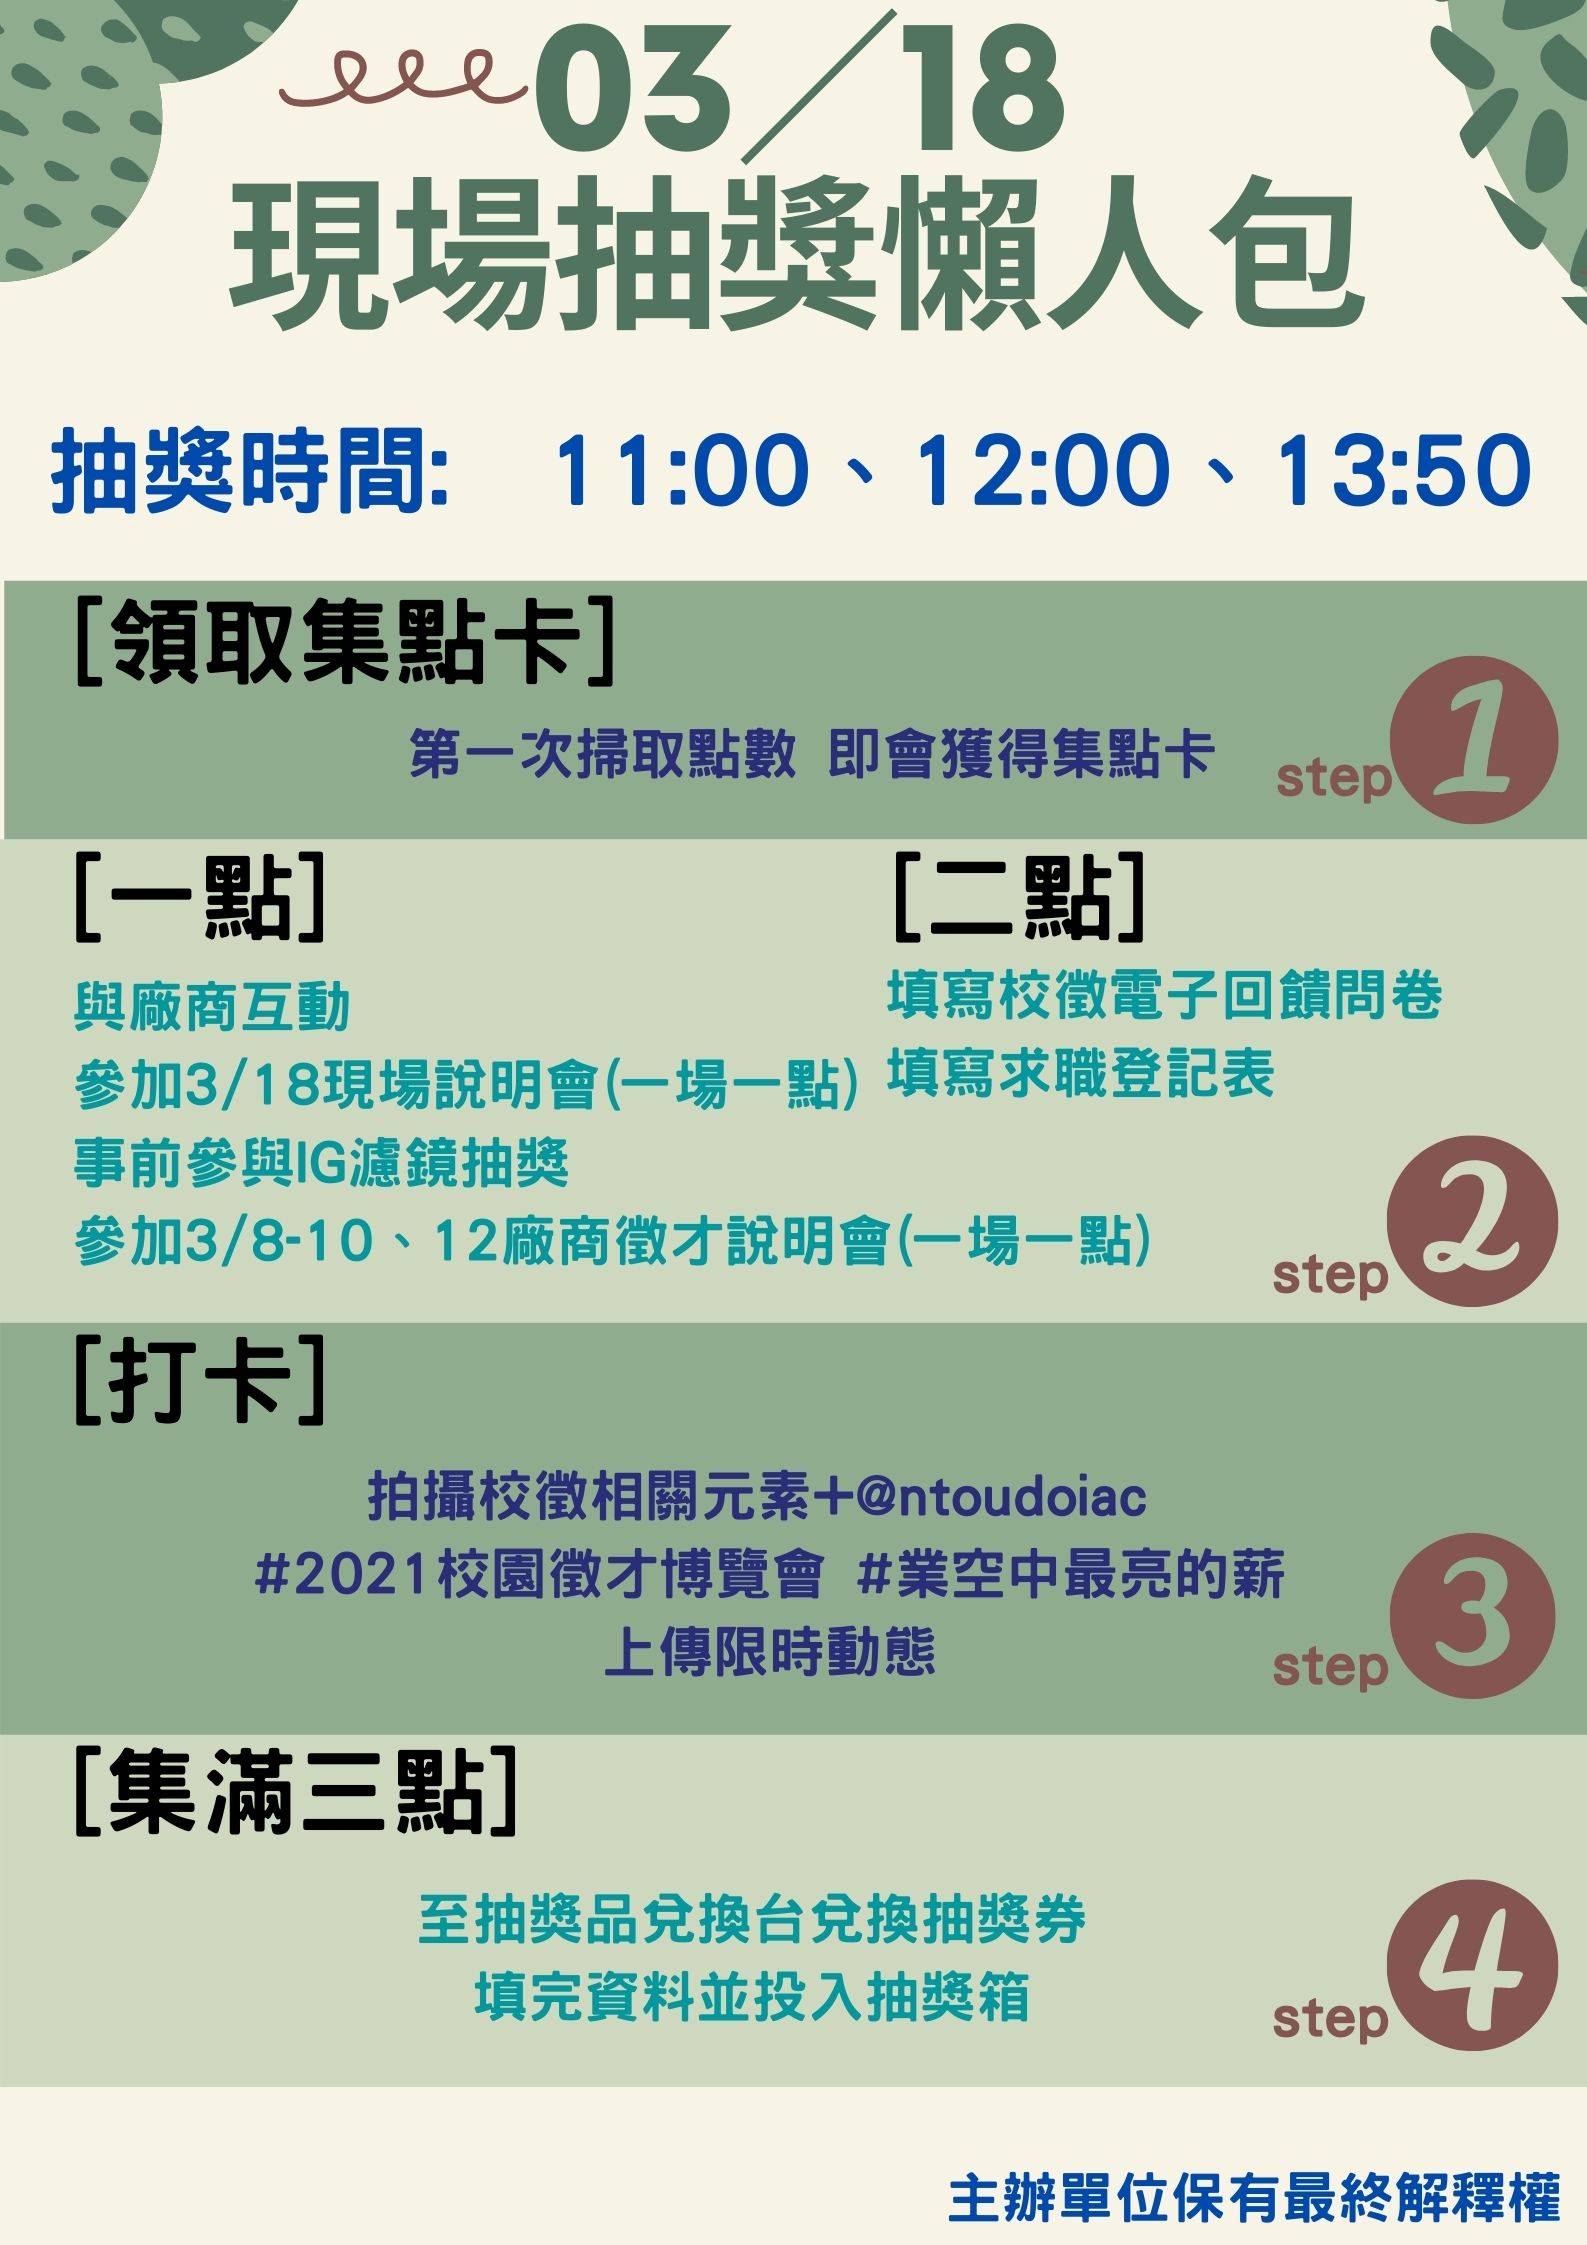 03/18
現場抽獎懶人包
抽獎時間: 11:00、12:00、13:50
[領取集點卡]
第一次掃取點數 即會獲得集點卡
step 1
[一點]
與廠商互動
參加3/18現場說明會(一場一點)
事前參與IG濾鏡抽獎
參加3/8-10、12廠商徵才說明會(一場一點)
[二點]
填寫校徵電子回饋問卷
填寫求職登記表
step 2
[打卡]
拍攝校徵相關元素+@ntoudoiac
#2021校園徵才博覽會 #業空中最亮的薪
上傳限時動態
step 3
[集滿三點]
至抽獎品兌換台兌換抽獎券
填完資料並投入抽獎箱
step 4
主辦單位保有最終解釋權